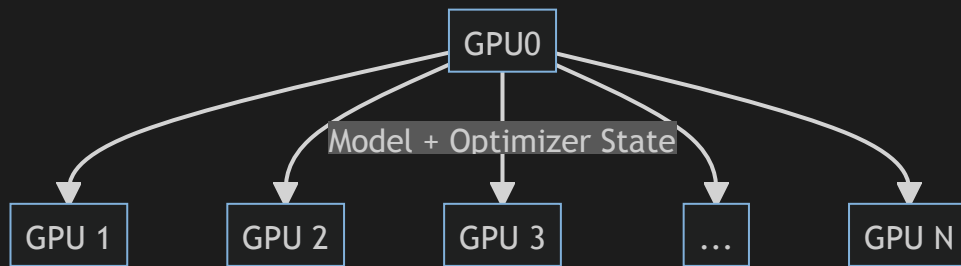 GPU0
Model + Optimizer State
GPU 1
GPU 2
GPU 3
...
GPU N